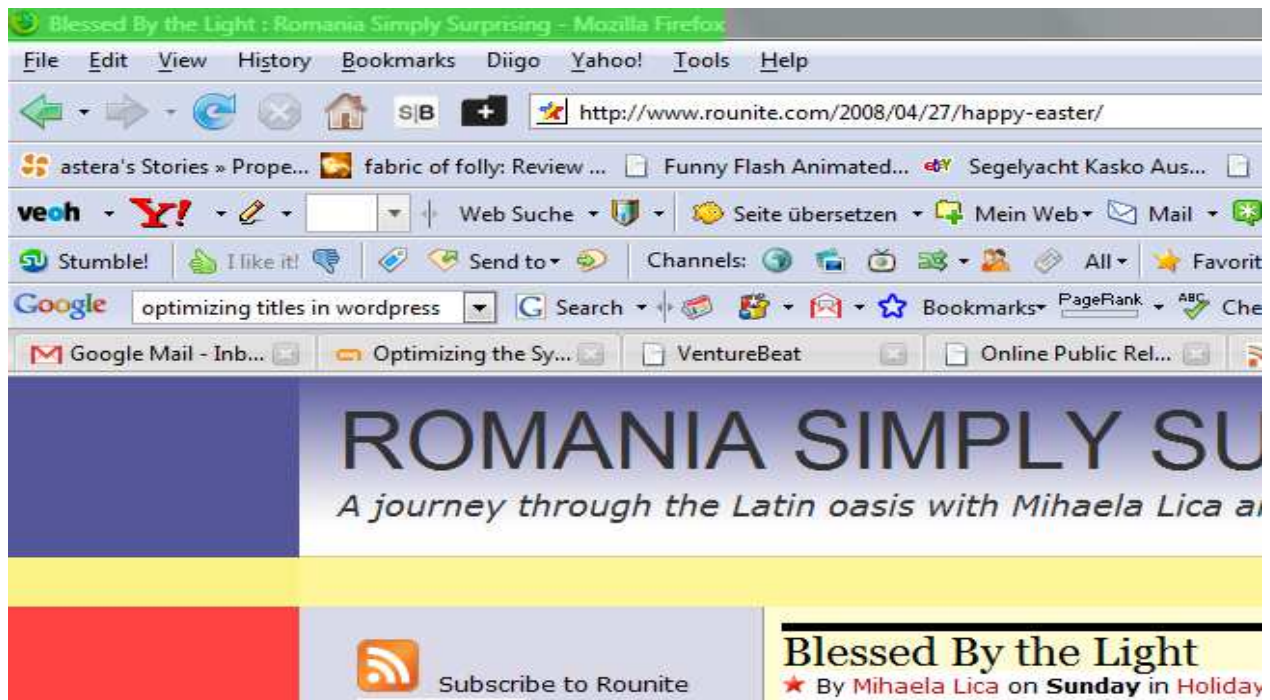 Blessed By the Light : Romania Simply Surprising - Mozilla Firefox
File Edit View History Bookmarks Diigo Yahoo! Tools Help
S|B http://www.rounite.com/2008/04/27/happy-easter/
astera's Stories » Prope... fabric of folly: Review ... Funny Flash Animated... ebY Segelyacht Kasko Aus...
veoh Y! Web Suche Seite übersetzen Mein Web Mail
Stumble! I like it! Send to Channels: All Favorit
Google optimizing titles in wordpress G Search Bookmarks PageRank ABC Che
Google Mail - Inb... Optimizing the Sy... VentureBeat Online Public Rel...
ROMANIA SIMPLY SU
A journey through the Latin oasis with Mihaela Lica a
Subscribe to Rounite
Blessed By the Light
By Mihaela Lica on Sunday in Holiday